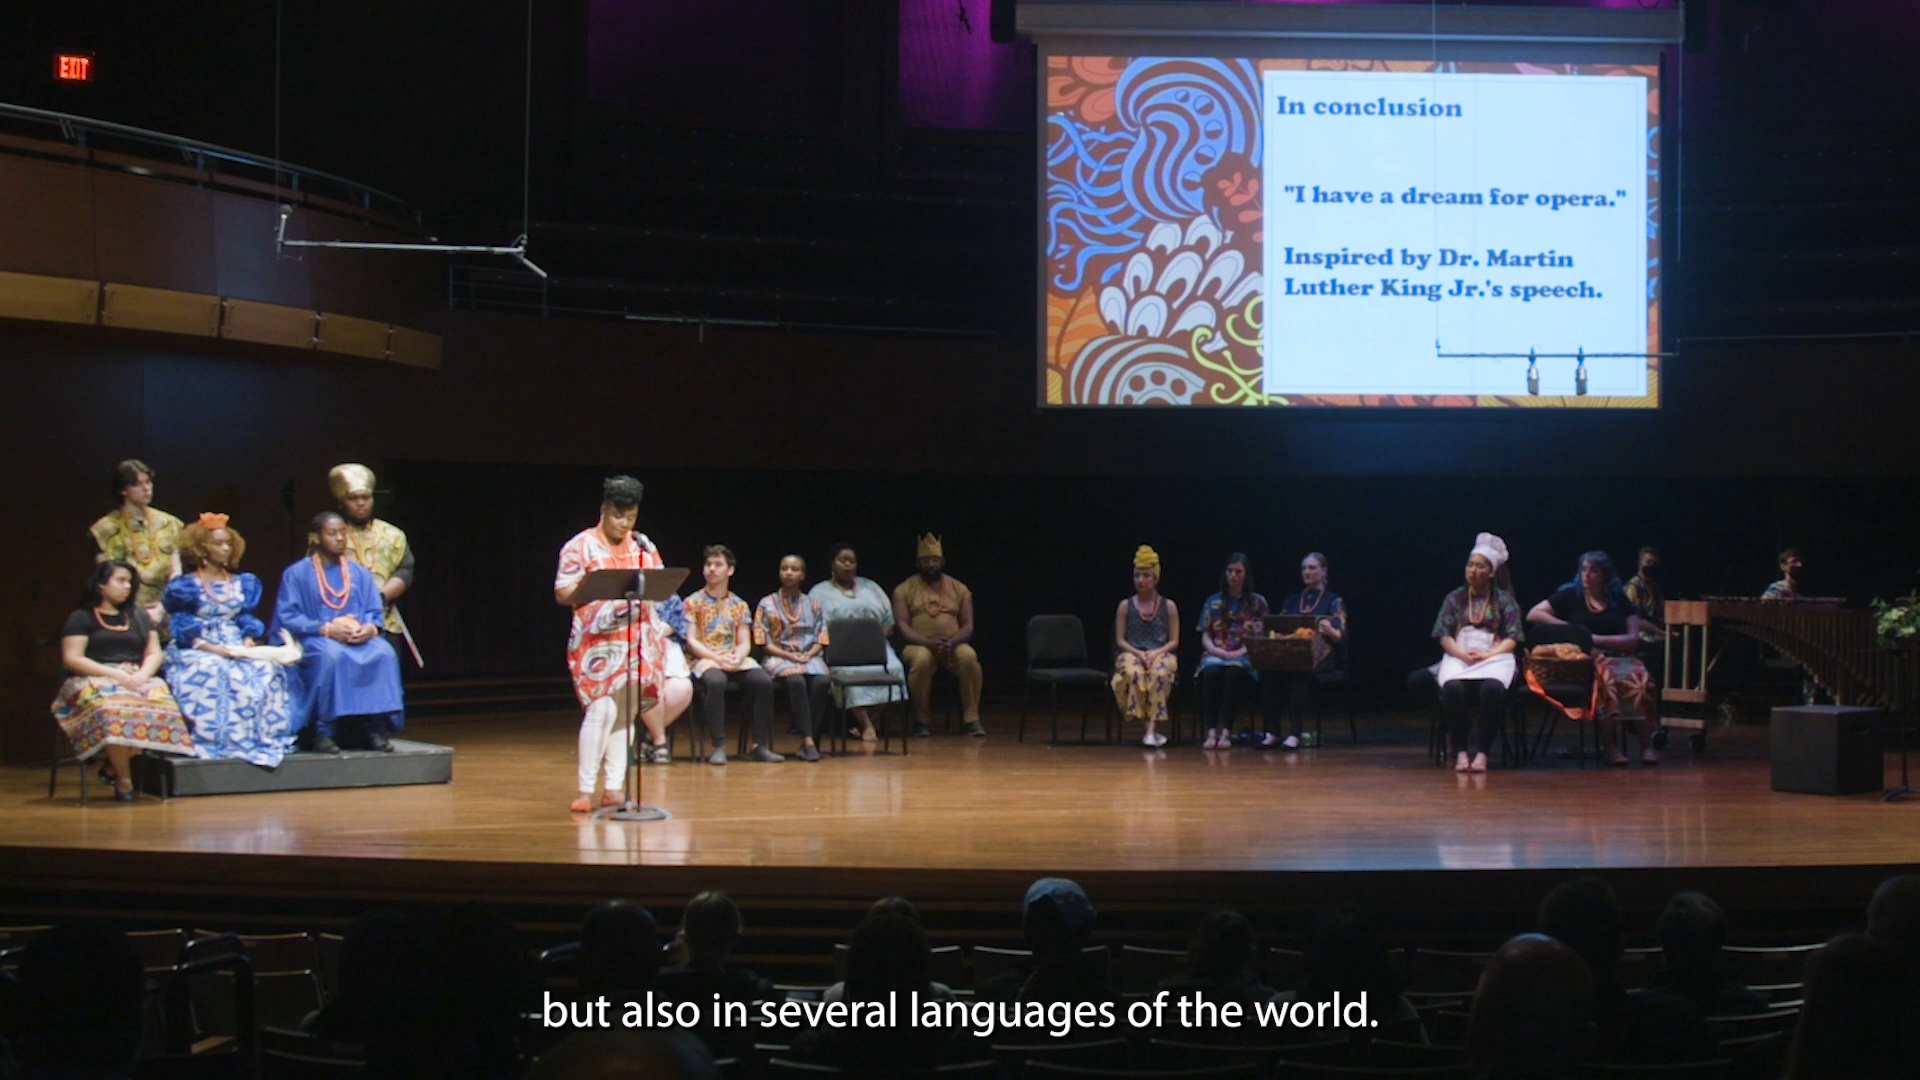 EXIT
In conclusion
"I have a dream for opera."
Inspired by Dr. Martin
Luther King Jr.'s speech.
but also in several languages of the world.